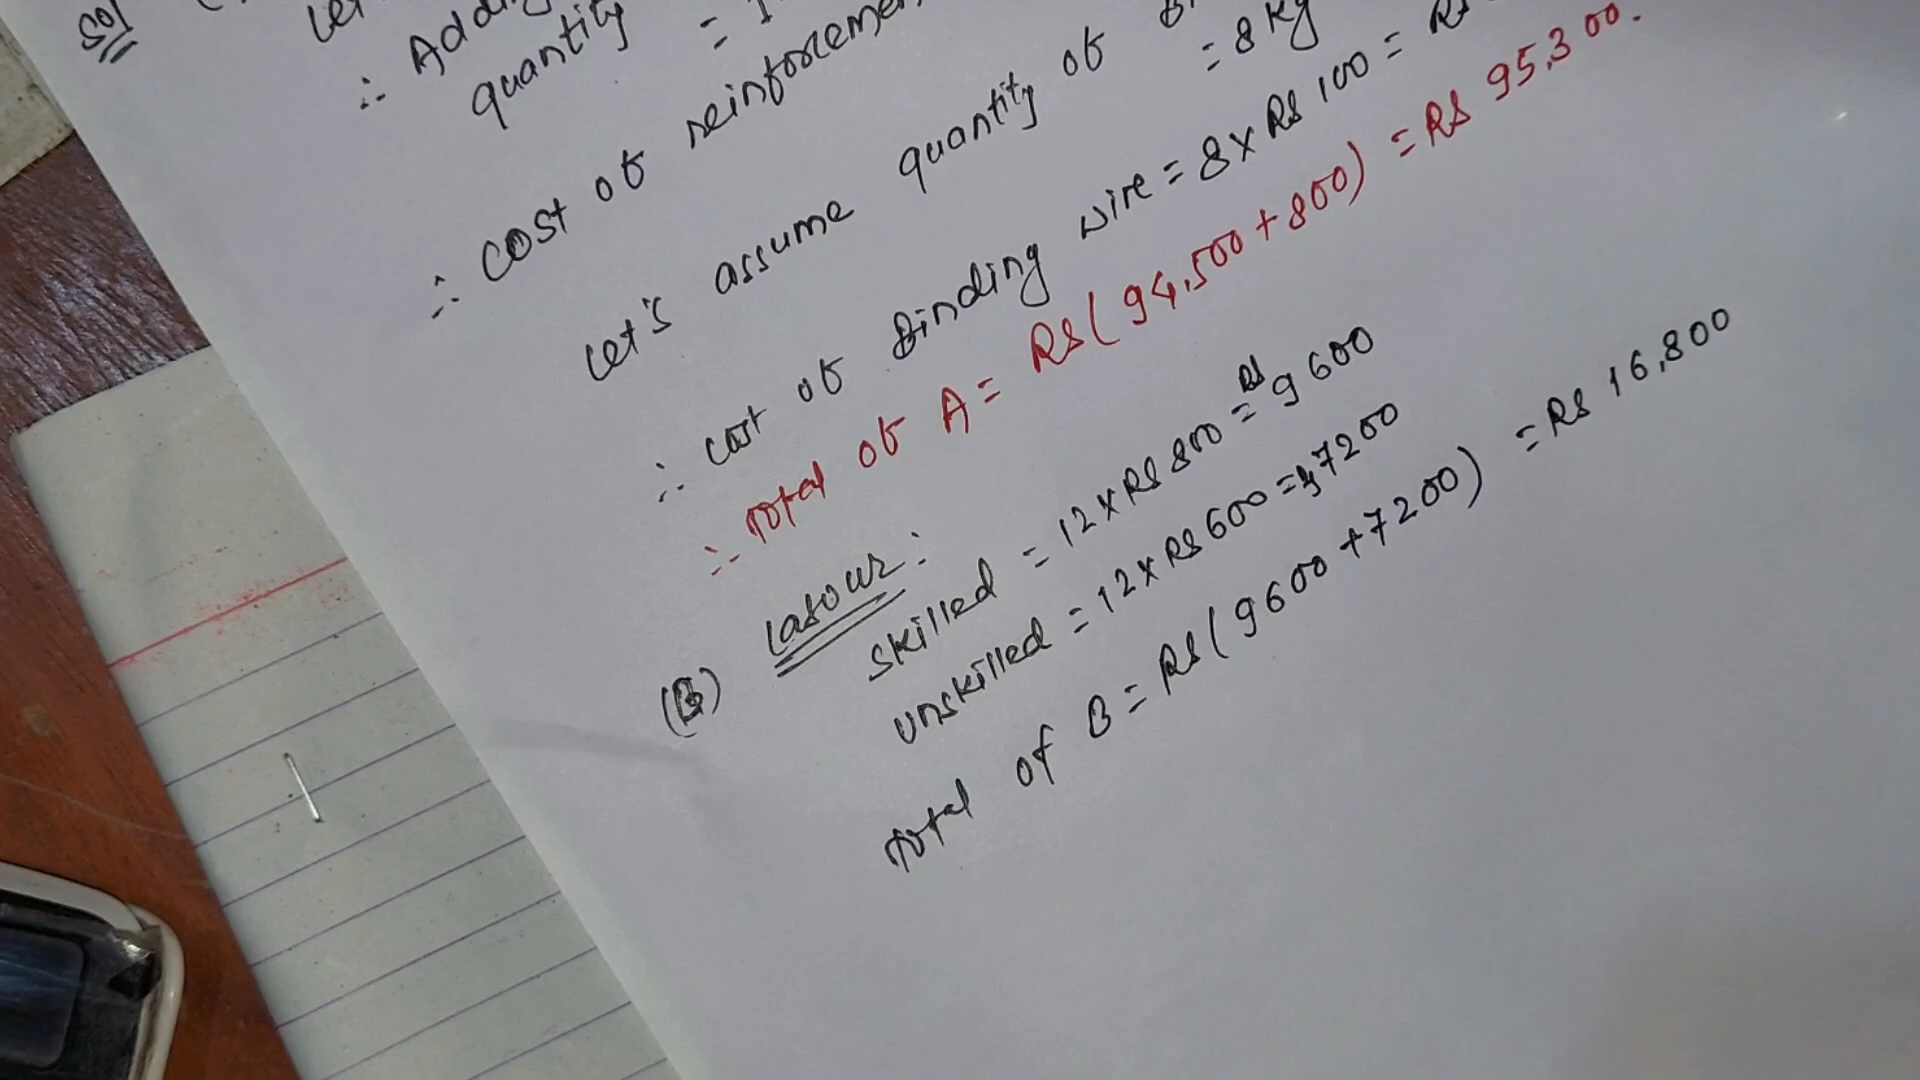 Sol
∴ Adding
quantity =
∴ Cost of reinforcement
Let's assume quantity of
= 8 kg
∴ Cost of Binding wire = 8 × Rs 100 = Rs
∴ Total of A = Rs ( 94,500 + 800) = Rs 95,300.
(B) Labour :
Skilled = 12 × Rs 800 = Rs 9600
Unskilled = 12 × Rs 600 = 7200
Total of B = Rs ( 9600 + 7200) = Rs 16,800